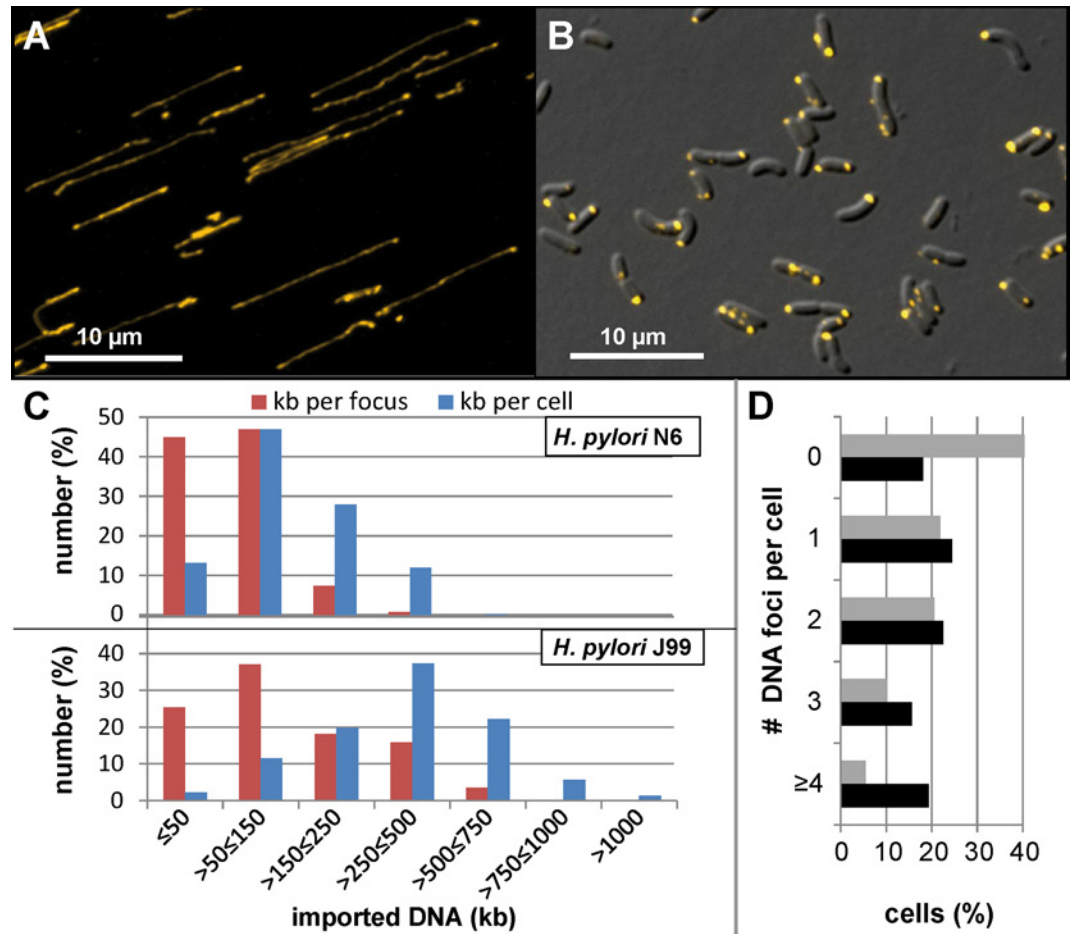 A
B
10 µm
10 µm
C
kb per focus kb per cell
H. pylori N6
number (%)
50
40
30
20
10
0
H. pylori J99
number (%)
40
30
20
10
0
≤50
>50≤150
>150≤250
>250≤500
>500≤750
>750≤1000
>1000
imported DNA (kb)
D
# DNA foci per cell
0
1
2
3
≥4
0 10 20 30 40
cells (%)